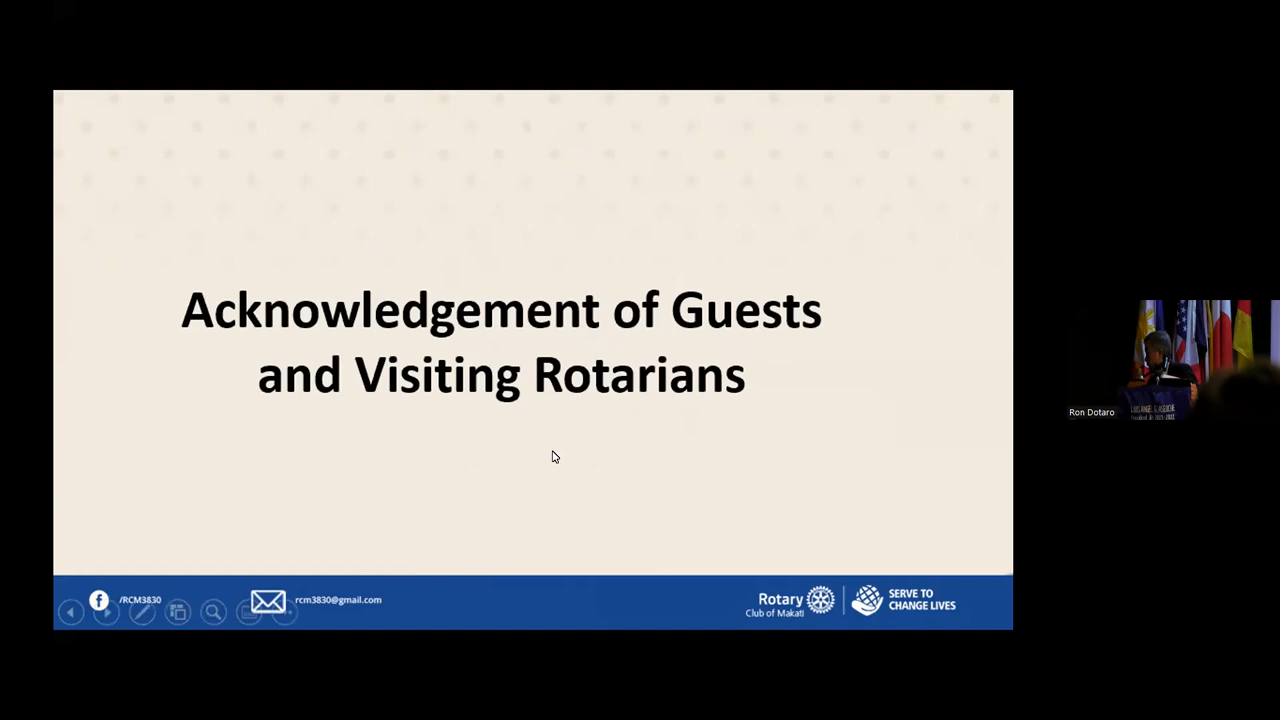 Acknowledgement of Guests
and Visiting Rotarians
/RCM3830
rcm3830@gmail.com
Rotary
Club of Makati
SERVE TO
CHANGE LIVES
Ron Dotaro